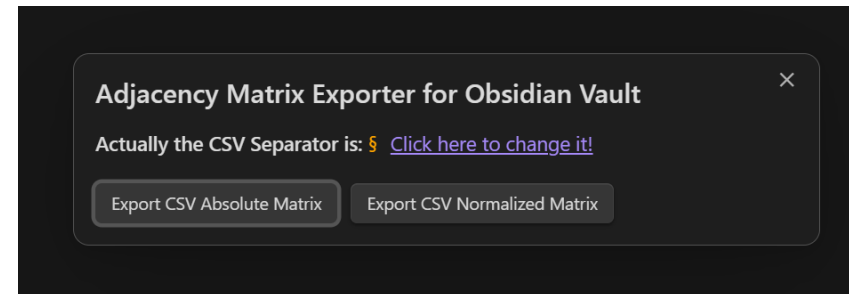 Adjacency Matrix Exporter for Obsidian Vault
Actually the CSV Separator is: § Click here to change it!
Export CSV Absolute Matrix
Export CSV Normalized Matrix